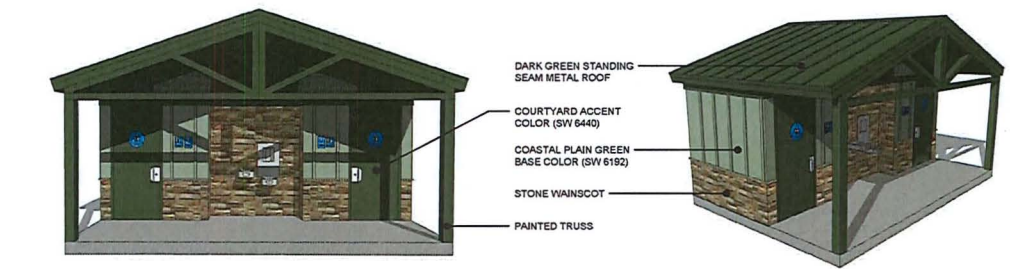 DARK GREEN STANDING
SEAM METAL ROOF
COURTYARD ACCENT
COLOR (SW 6440)
COASTAL PLAIN GREEN
BASE COLOR (SW 6192)
STONE WAINSCOT
PAINTED TRUSS